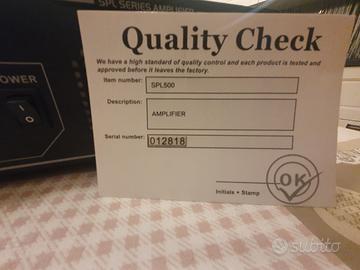 SPL SERIES AMPLIFIER
POWER
Quality Check
We have a high standard of quality control and each product is tested and
approved before it leaves the factory.
Item number:
SPL500
Description:
AMPLIFIER
Serial number:
012818
OK
Initials + Stamp
subito